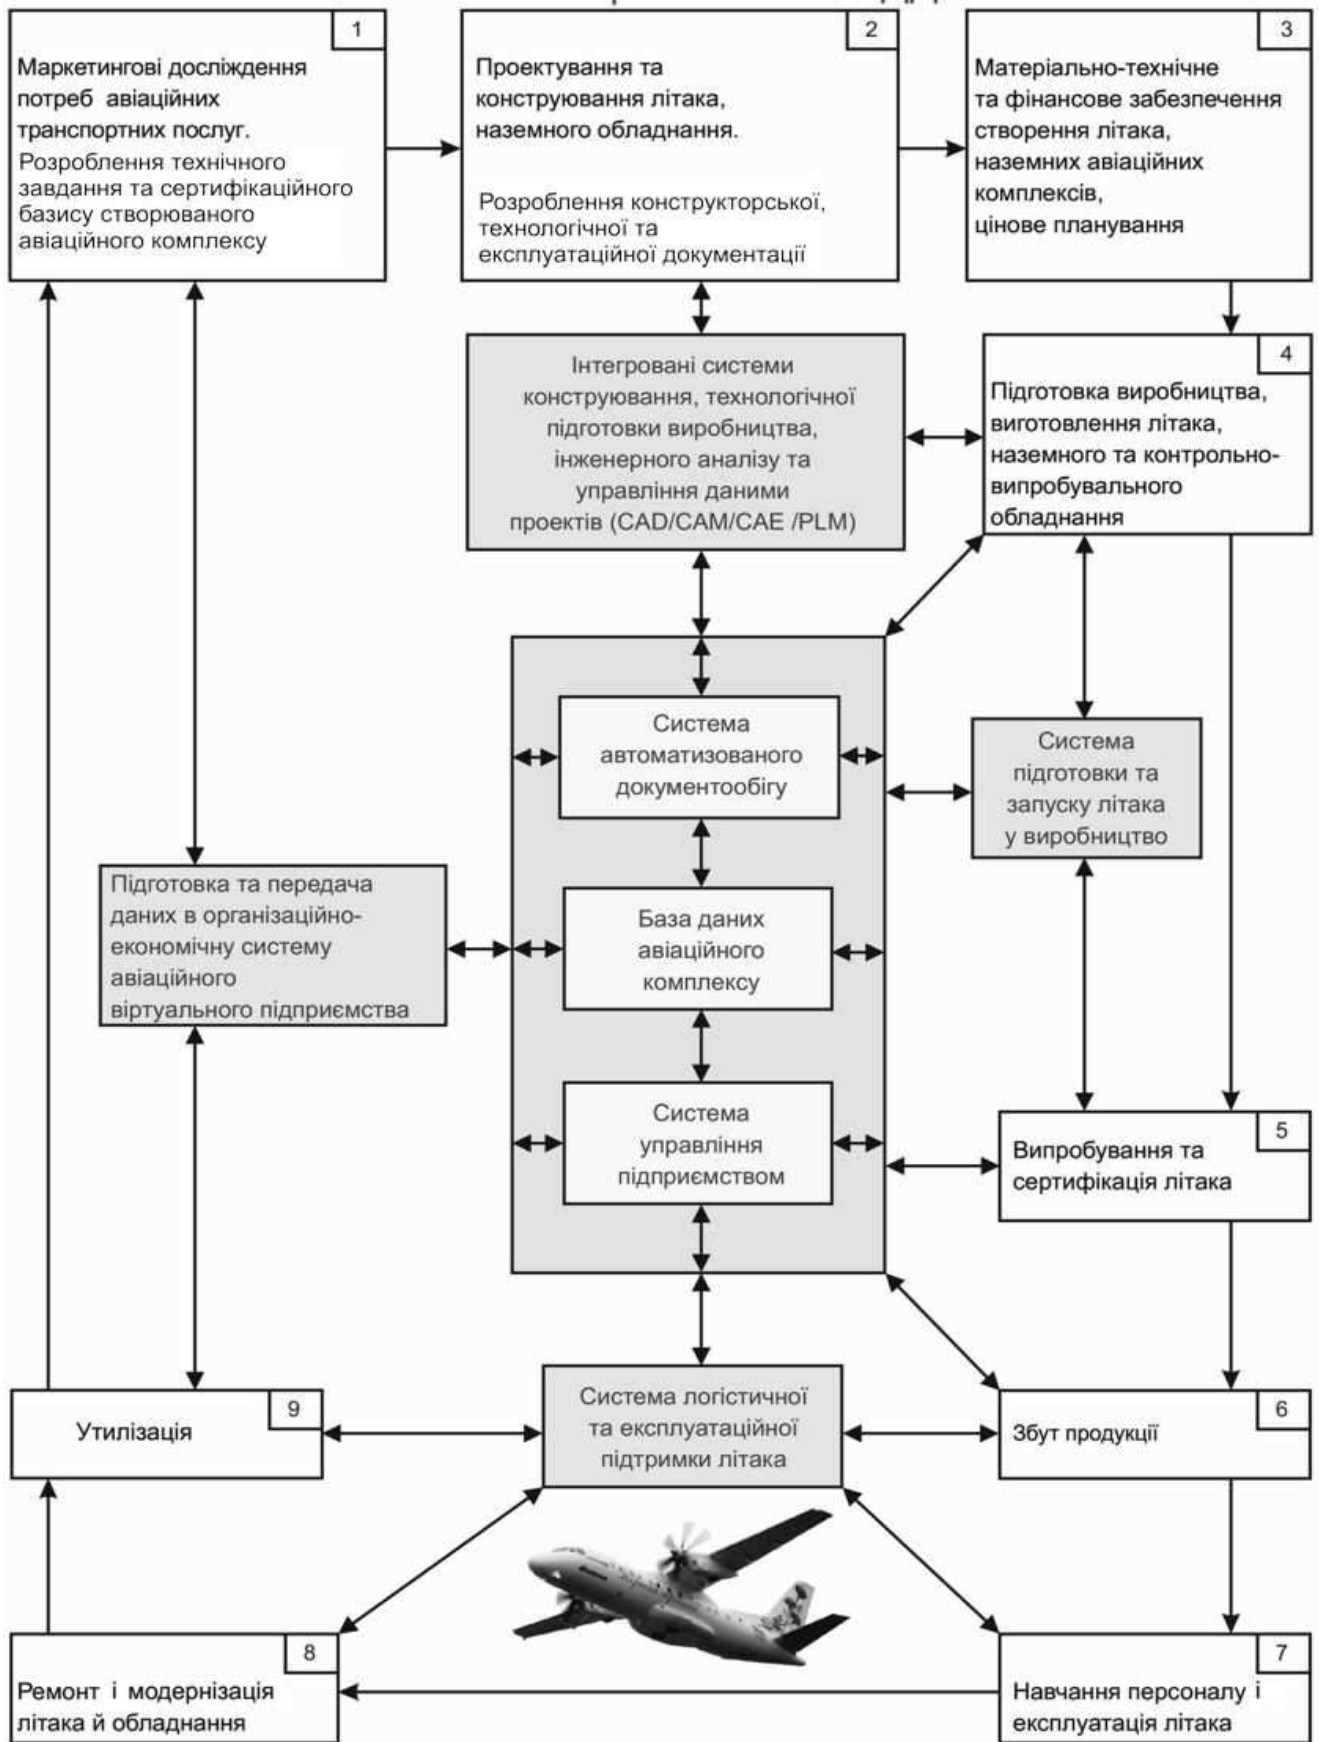 1
Маркетингові досліждення
потреб авіаційних
транспортних послуг.
Розроблення технічного
завдання та сертифікаційного
базису створюваного
авіаційного комплексу
2
Проектування та
конструювання літака,
наземного обладнання.
Розроблення конструкторської,
технологічної та
експлуатаційної документації
3
Матеріально-технічне
та фінансове забезпечення
створення літака,
наземних авіаційних
комплексів,
цінове планування
Інтегровані системи
конструювання, технологічної
підготовки виробництва,
інженерного аналізу та
управління даними
проектів (CAD/CAM/CAE /PLM)
4
Підготовка виробництва,
виготовлення літака,
наземного та контрольно-
випробувального
обладнання
Система
автоматизованого
документообігу
Система
підготовки та
запуску літака
у виробництво
Підготовка та передача
даних в організаційно-
економічну систему
авіаційного
віртуального підприємства
База даних
авіаційного
комплексу
Система
управління
підприємством
5
Випробування та
сертифікація літака
9
Утилізація
Система логістичної
та експлуатаційної
підтримки літака
6
Збут продукції
8
Ремонт і модернізація
літака й обладнання
7
Навчання персоналу і
експлуатація літака